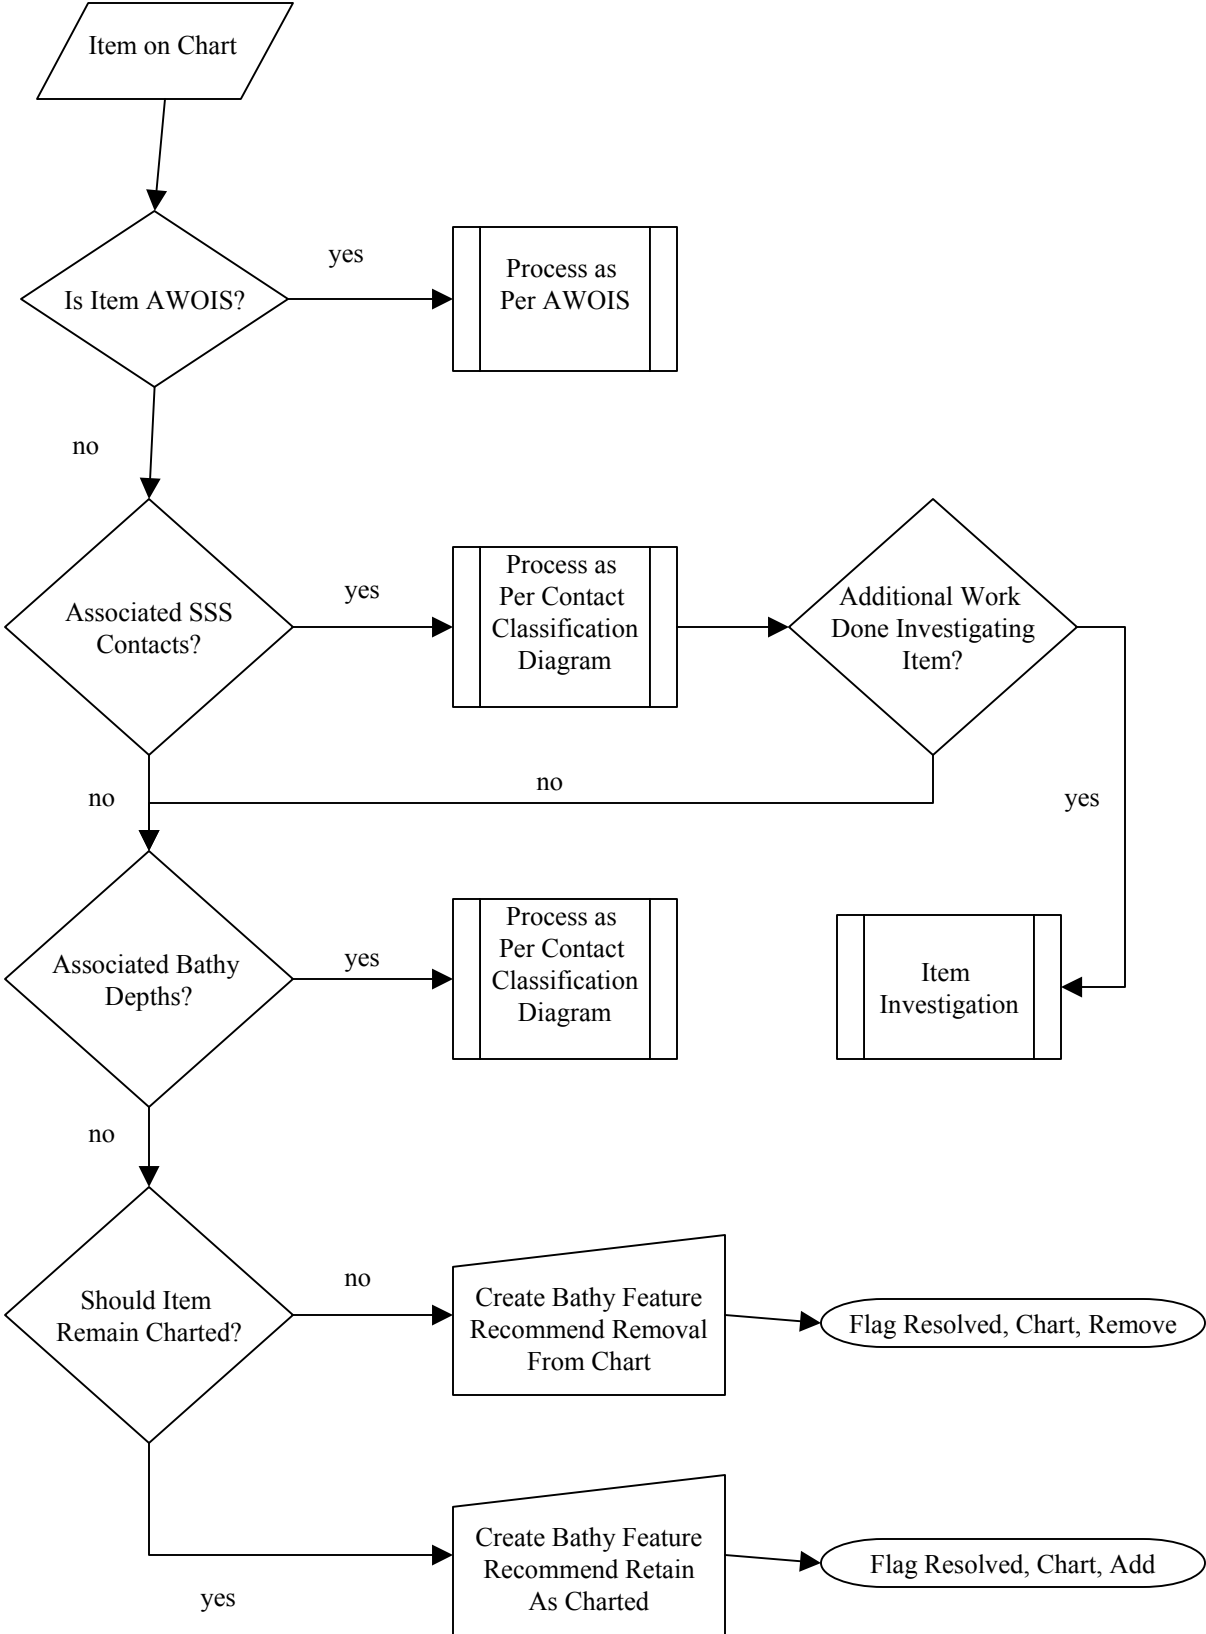 Item on Chart
yes
Is Item AWOIS?
Process as
Per AWOIS
no
Associated SSS
Contacts?
yes
Process as
Per Contact
Classification
Diagram
Additional Work
Done Investigating
Item?
no
no
yes
Associated Bathy
Depths?
yes
Process as
Per Contact
Classification
Diagram
Item
Investigation
no
Should Item
Remain Charted?
no
Create Bathy Feature
Recommend Removal
From Chart
Flag Resolved, Chart, Remove
yes
Create Bathy Feature
Recommend Retain
As Charted
Flag Resolved, Chart, Add